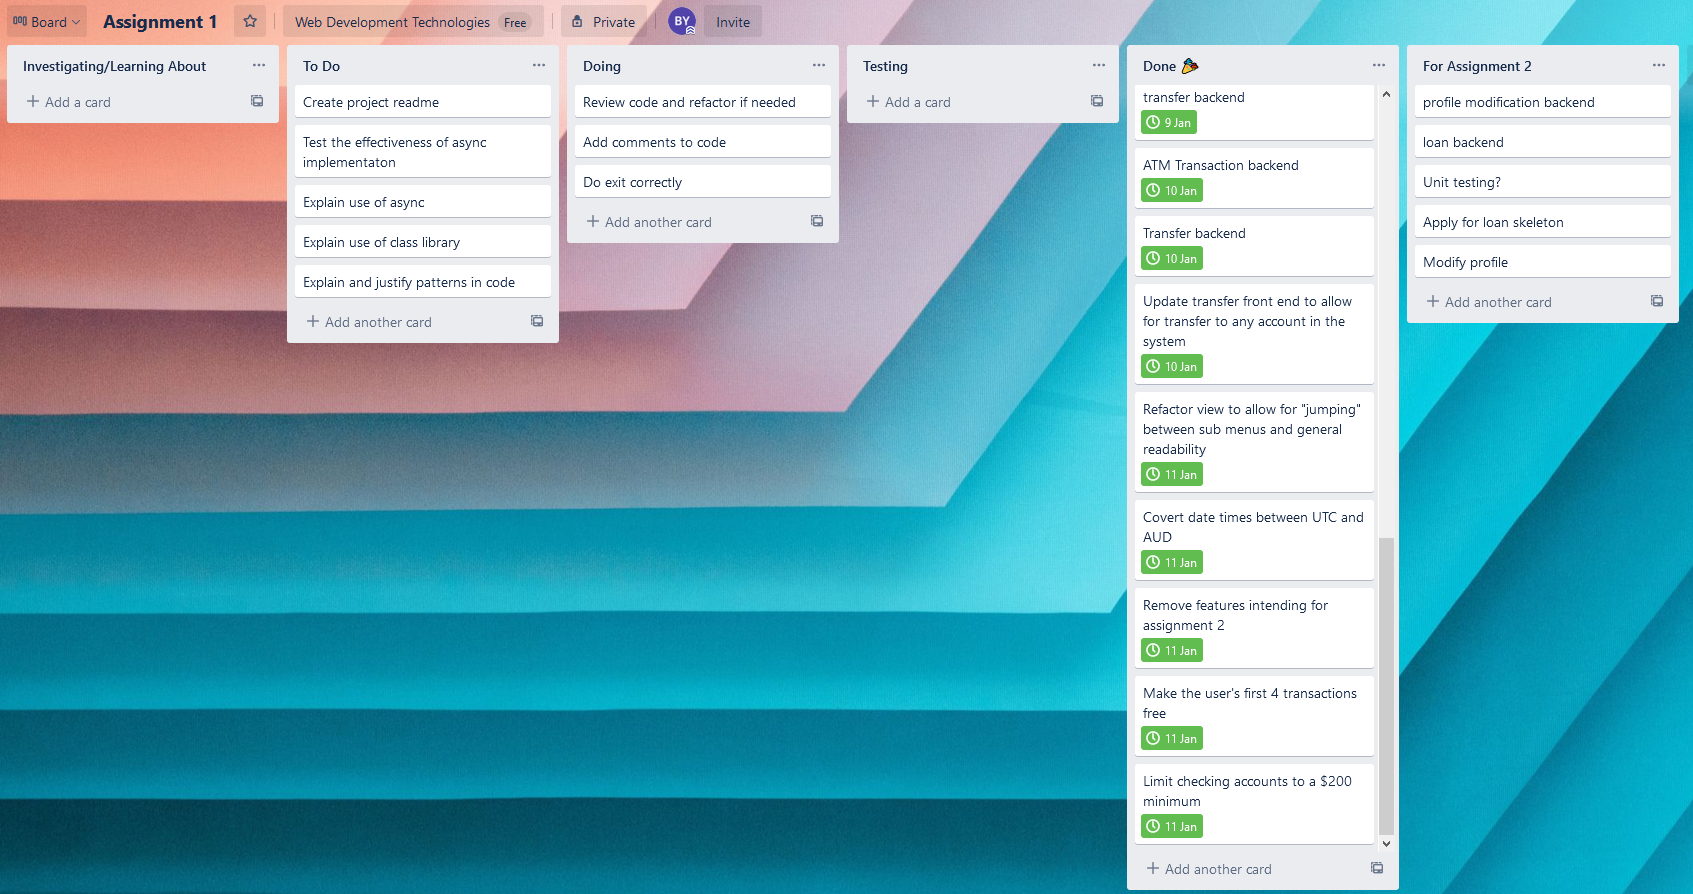 Board
Assignment 1
Web Development Technologies Free
Private
BY
Invite
Investigating/Learning About
Add a card
To Do
Create project readme
Test the effectiveness of async
implementaton
Explain use of async
Explain use of class library
Explain and justify patterns in code
Add another card
Doing
Review code and refactor if needed
Add comments to code
Do exit correctly
Add another card
Testing
Add a card
Done
transfer backend
9 Jan
ATM Transaction backend
10 Jan
Transfer backend
10 Jan
Update transfer front end to allow
for transfer to any account in the
system
10 Jan
Refactor view to allow for "jumping"
between sub menus and general
readability
11 Jan
Covert date times between UTC and
AUD
11 Jan
Remove features intending for
assignment 2
11 Jan
Make the user's first 4 transactions
free
11 Jan
Limit checking accounts to a $200
minimum
11 Jan
Add another card
For Assignment 2
profile modification backend
loan backend
Unit testing?
Apply for loan skeleton
Modify profile
Add another card